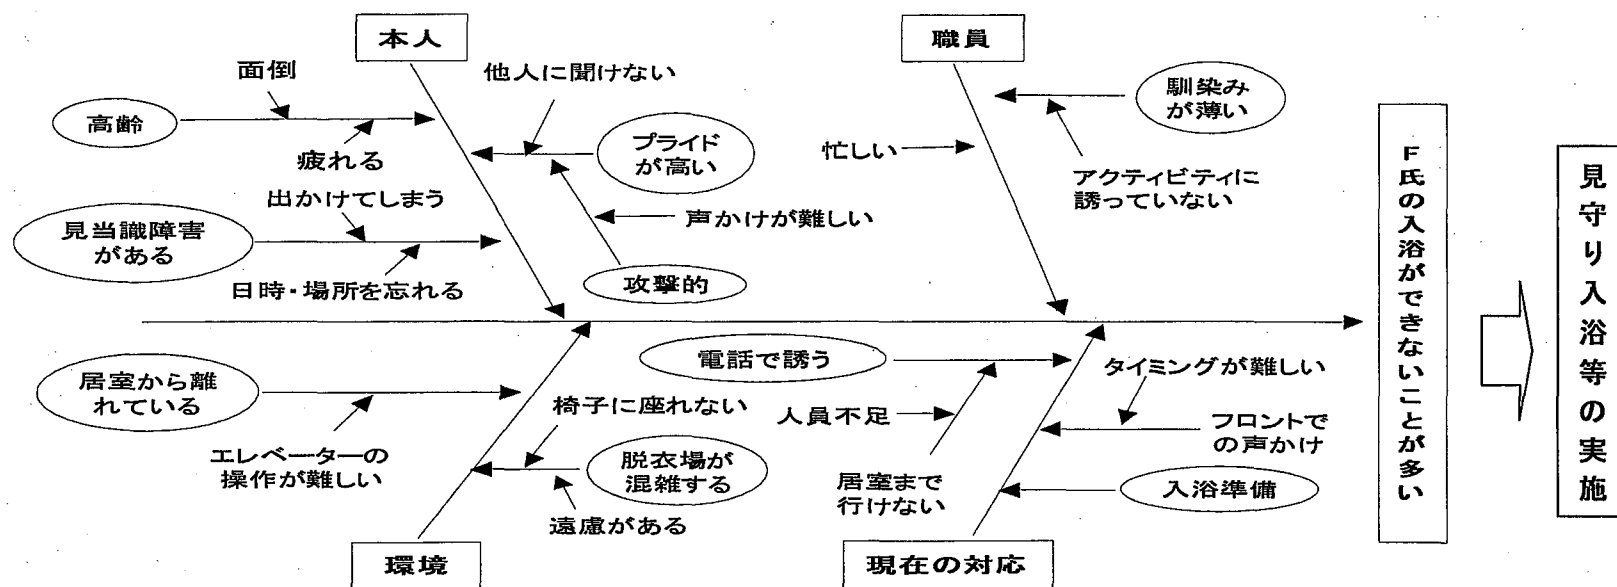 本人
職員
面倒
他人に聞けない
高齢
疲れる
プライド
が高い
出かけてしまう
見当識障害
がある
日時・場所を忘れる
声かけが難しい
攻撃的
馴染み
が薄い
忙しい
アクティビティに
誘っていない
居室から離
れている
エレベーターの
操作が難しい
椅子に座れない
脱衣場が
混雑する
遠慮がある
環境
電話で誘う
タイミングが難しい
人員不足
フロントで
の声かけ
居室まで
行けない
入浴準備
現在の対応
F氏の入浴ができないことが多い
見守り入浴等の実施